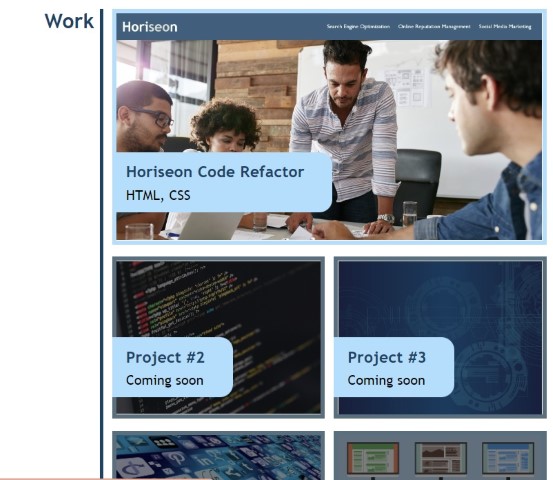 Work
Horiseon
Search Engine Optimization Online Reputation Management Social Media Marketing
Horiseon Code Refactor
HTML, CSS
Project #2
Coming soon
Project #3
Coming soon